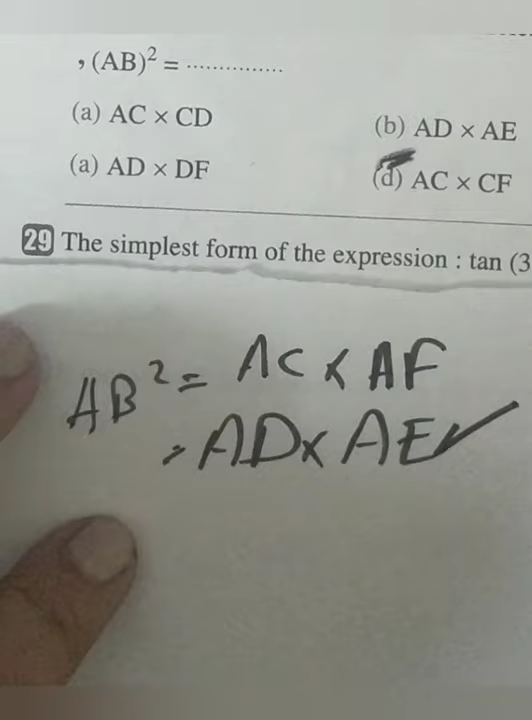 , (AB)² = ...............
(a) AC × CD
(b) AD × AE
(a) AD × DF
(d) AC × CF
29 The simplest form of the expression : tan (3
AB² = AC × AF
= AD × AE ✓